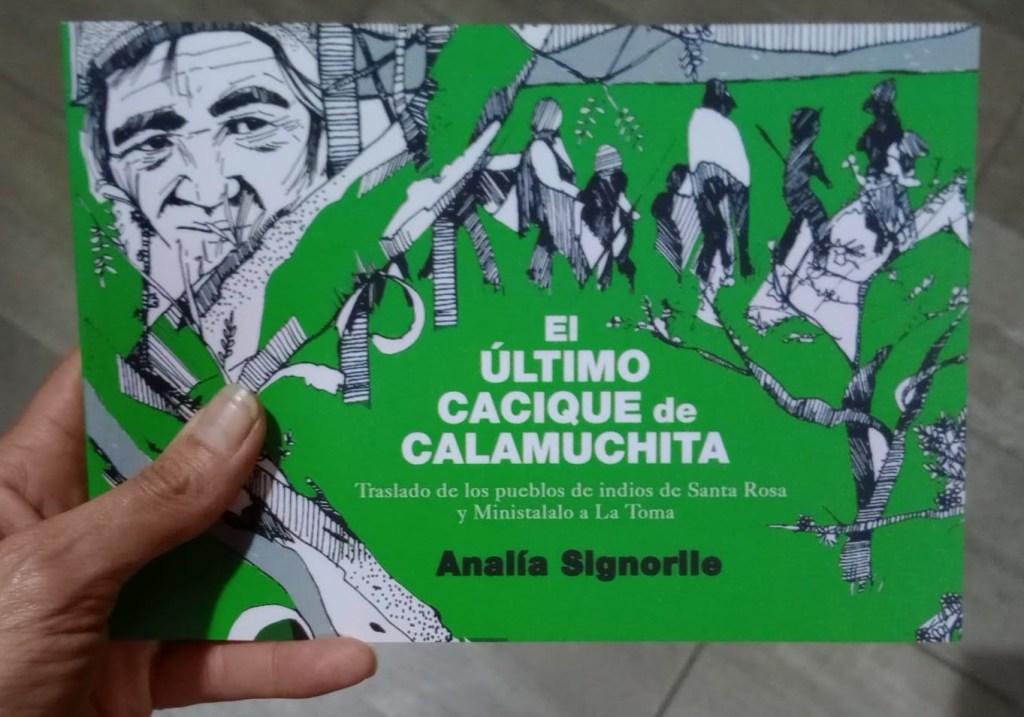 El
ÚLTIMO
CACIQUE de
CALAMUCHITA
Traslado de los pueblos de indios de Santa Rosa
y Ministalalo a La Toma
Analía Signorile